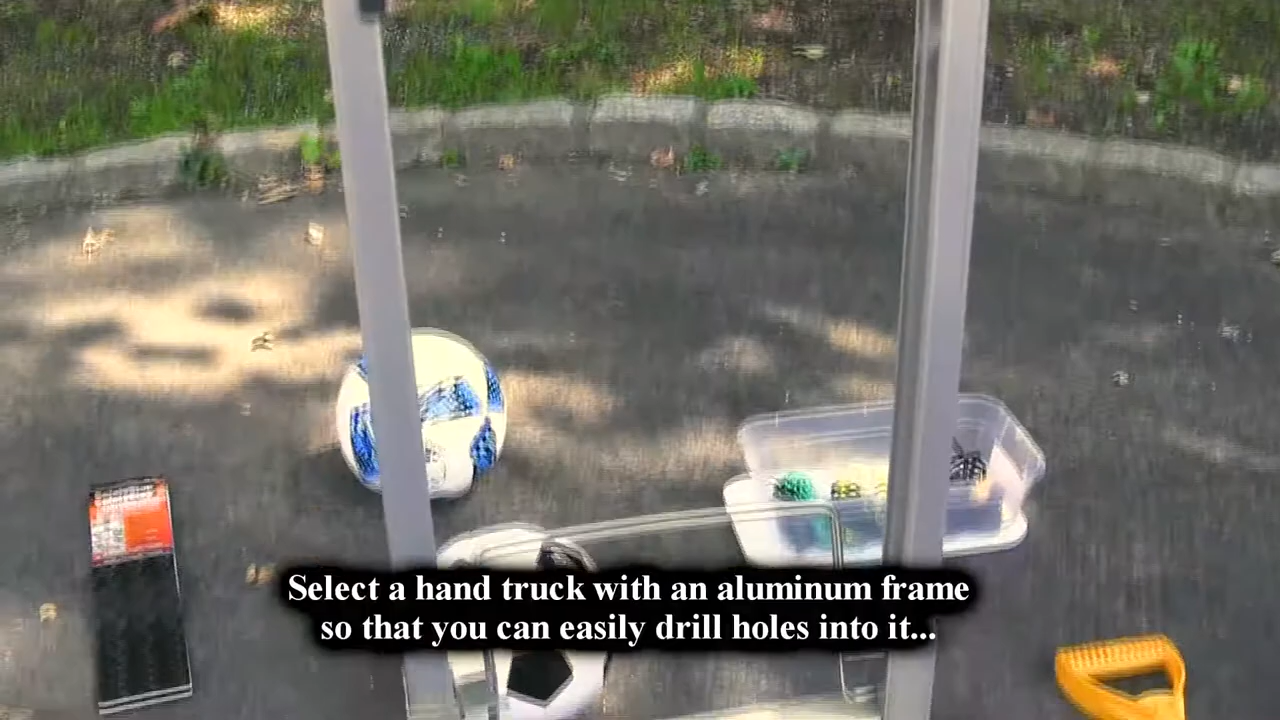 Select a hand truck with an aluminum frame
so that you can easily drill holes into it...